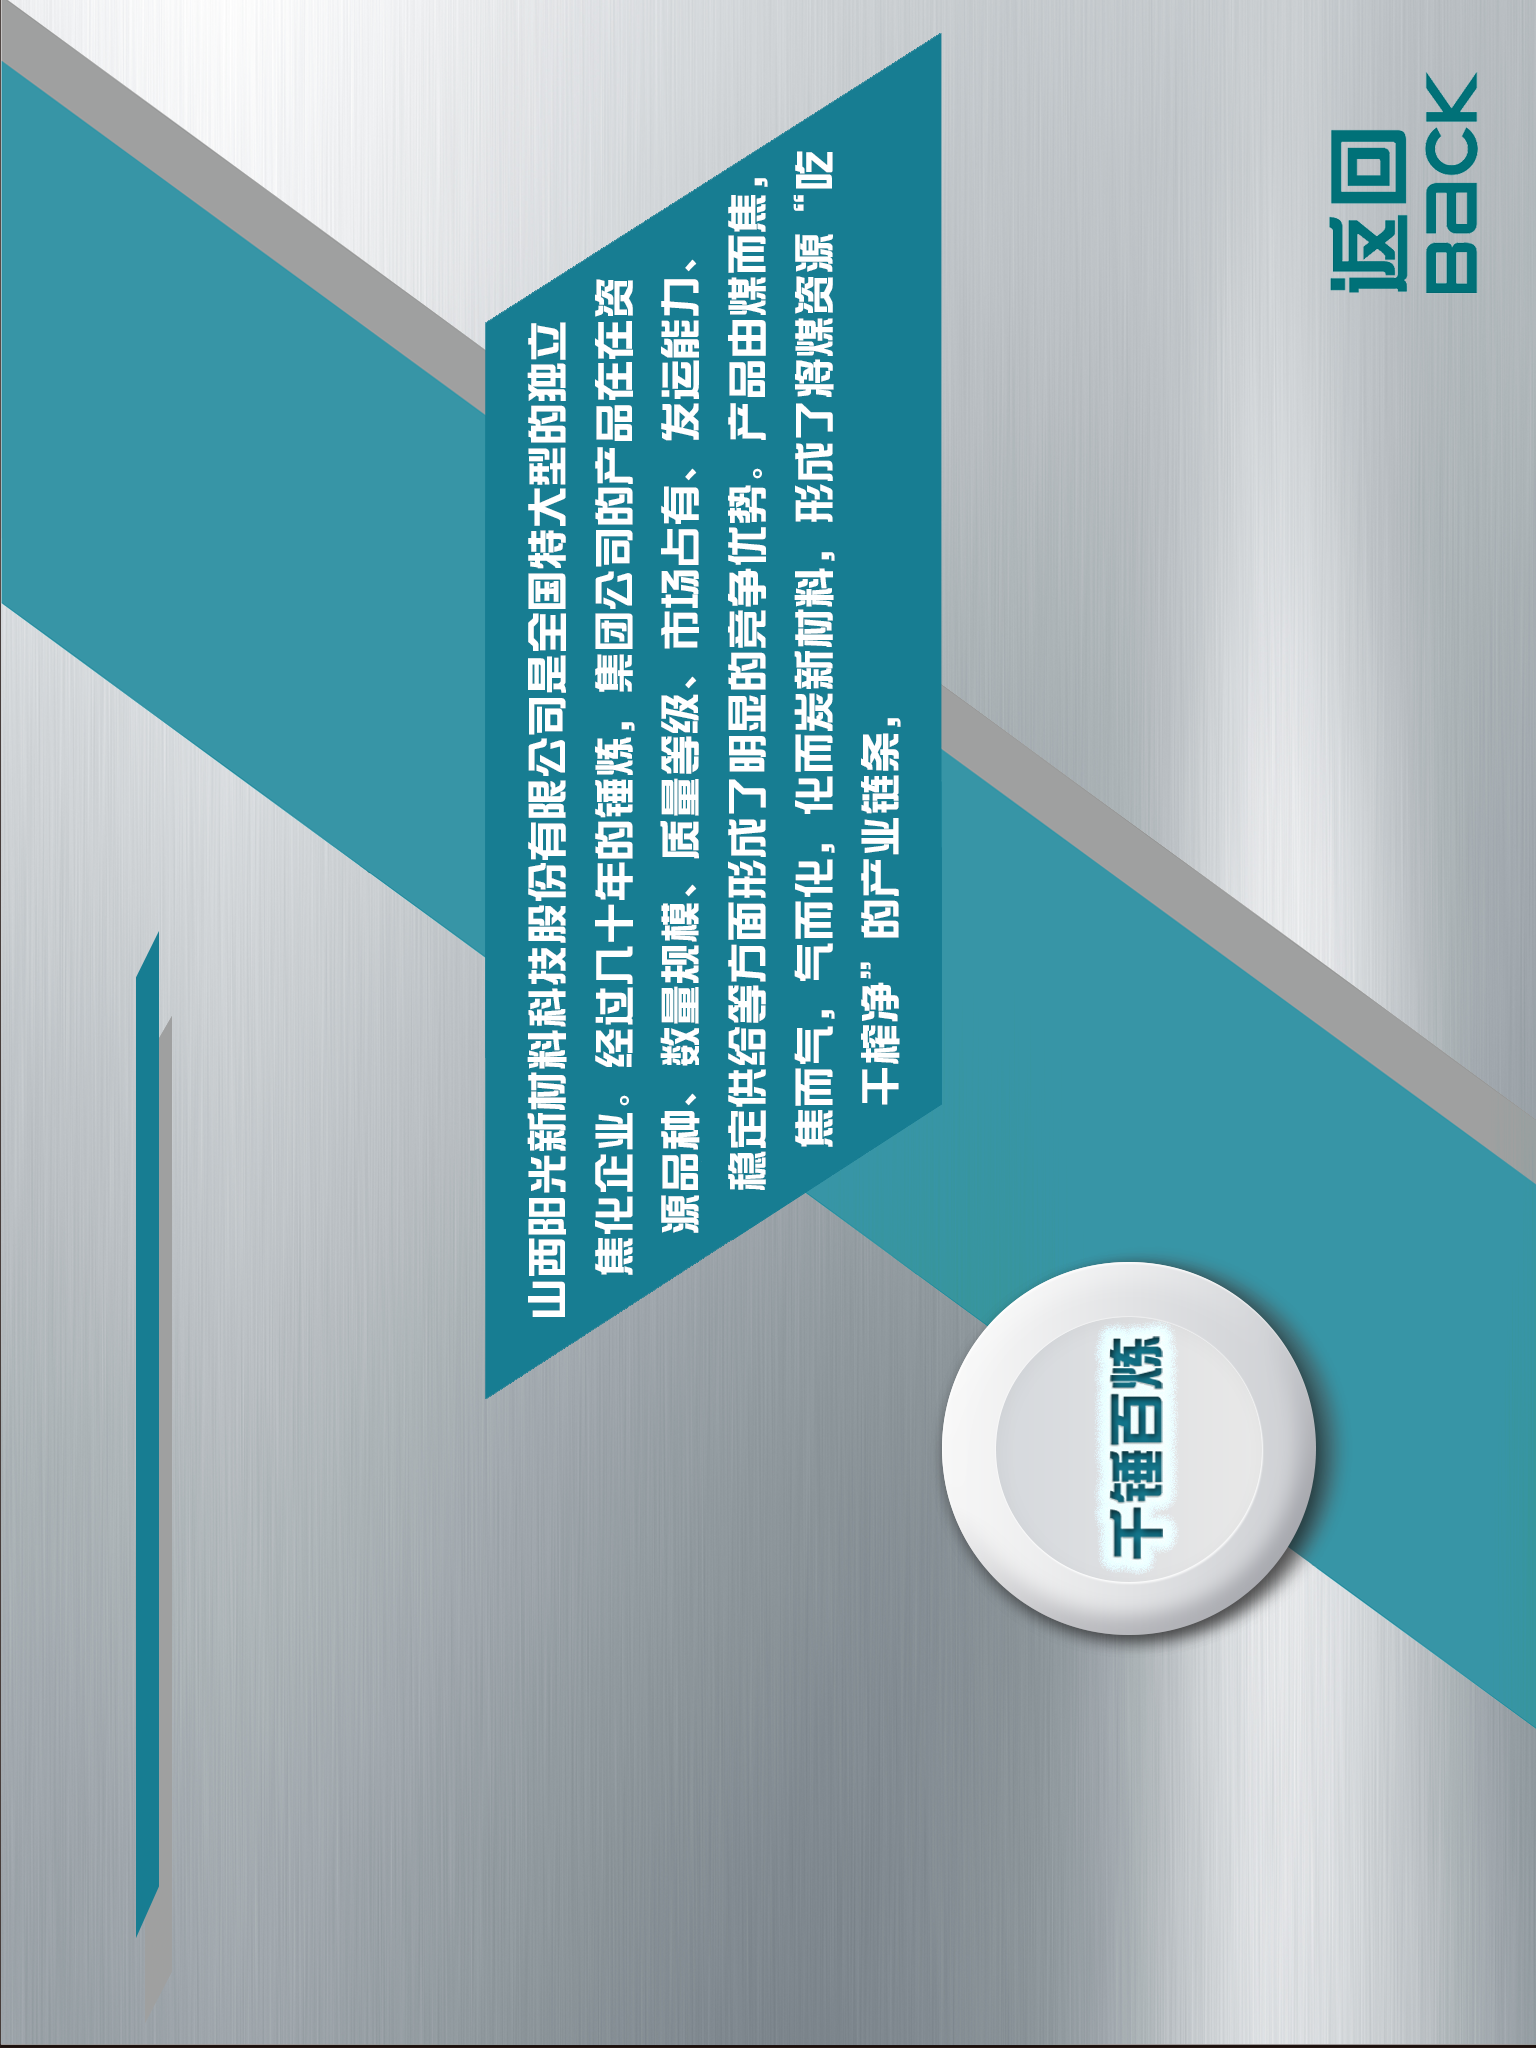 山西阳光新材料科技股份有限公司是全国特大型的独立
焦化企业。经过几十年的锤炼，集团公司的产品在在资
源品种、数量规模、质量等级、市场占有、发运能力、
稳定供给等方面形成了明显的竞争优势。产品由煤而焦，
焦而气，气而化，化而炭新材料，形成了将煤资源“吃
干榨净”的产业链条，
千锤百炼
返回
BACK